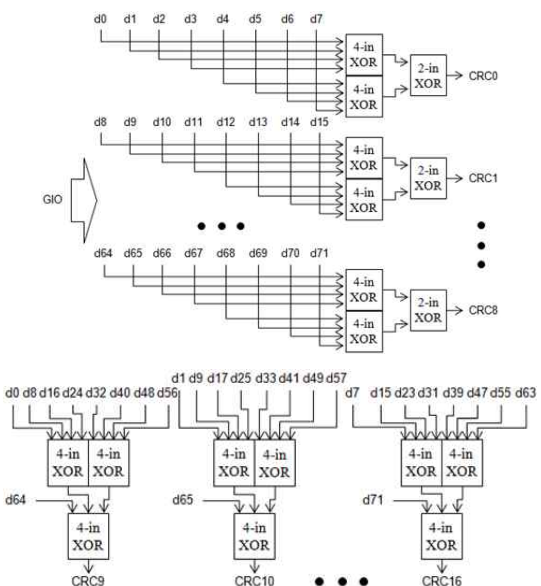 d0 d1 d2 d3 d4 d5 d6 d7
4-in
XOR
4-in
XOR
2-in
XOR
CRC0
d8 d9 d10 d11 d12 d13 d14 d15
4-in
XOR
4-in
XOR
2-in
XOR
CRC1
GIO
d64 d65 d66 d67 d68 d69 d70 d71
4-in
XOR
4-in
XOR
2-in
XOR
CRC8
d0 d8 d16 d24 d32 d40 d48 d56
4-in
XOR
4-in
XOR
d64
4-in
XOR
CRC9
d1 d9 d17 d25 d33 d41 d49 d57
4-in
XOR
4-in
XOR
d65
4-in
XOR
CRC10
d7 d15 d23 d31 d39 d47 d55 d63
4-in
XOR
4-in
XOR
d71
4-in
XOR
CRC16